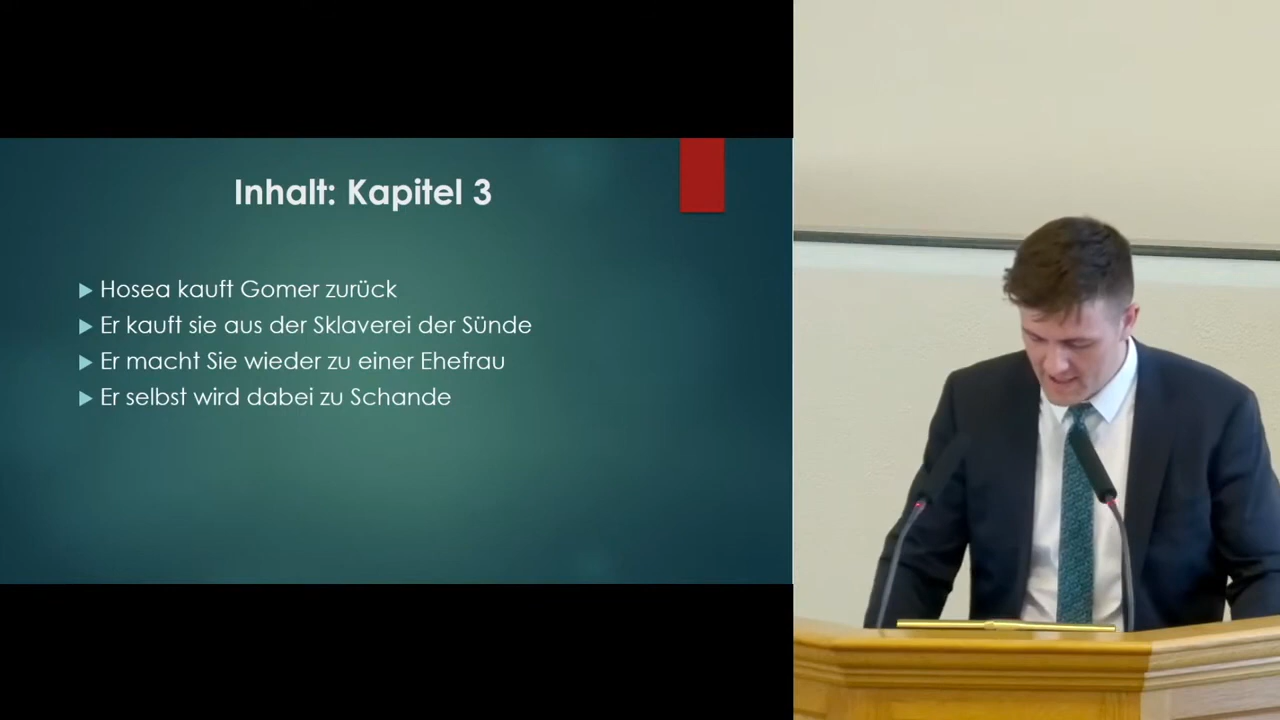 Inhalt: Kapitel 3
Hosea kauft Gomer zurück
Er kauft sie aus der Sklaverei der Sünde
Er macht Sie wieder zu einer Ehefrau
Er selbst wird dabei zu Schande